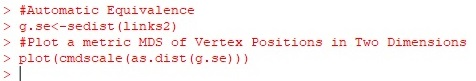 > #Automatic Equivalence
> g.se<-sedist(links2)
> #Plot a metric MDS of Vertex Positions in Two Dimensions
> plot(cmdscale(as.dist(g.se)))
>